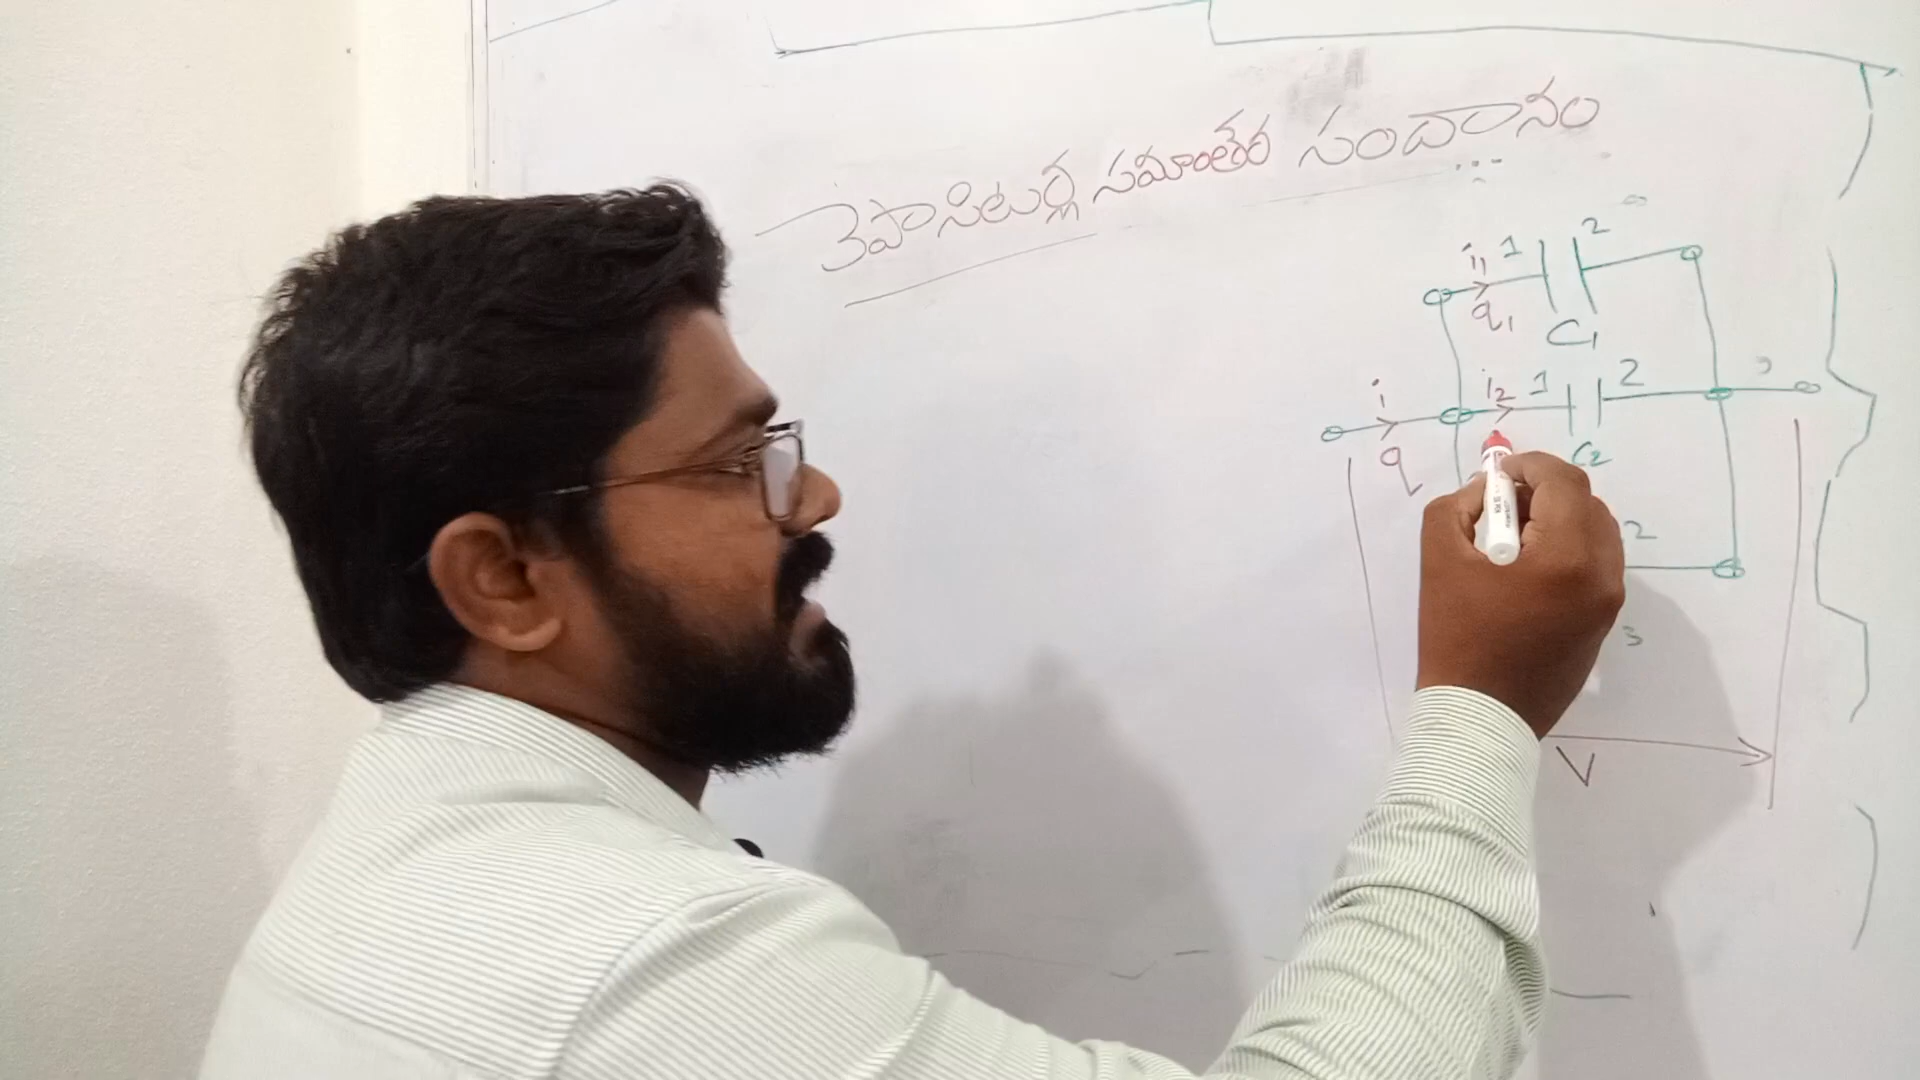 కెపాసిటర్ల సమాంతర సంధానం
i₁ 1 2
q₁ C₁
i i₂ 1 2
q C₂
2
3
V